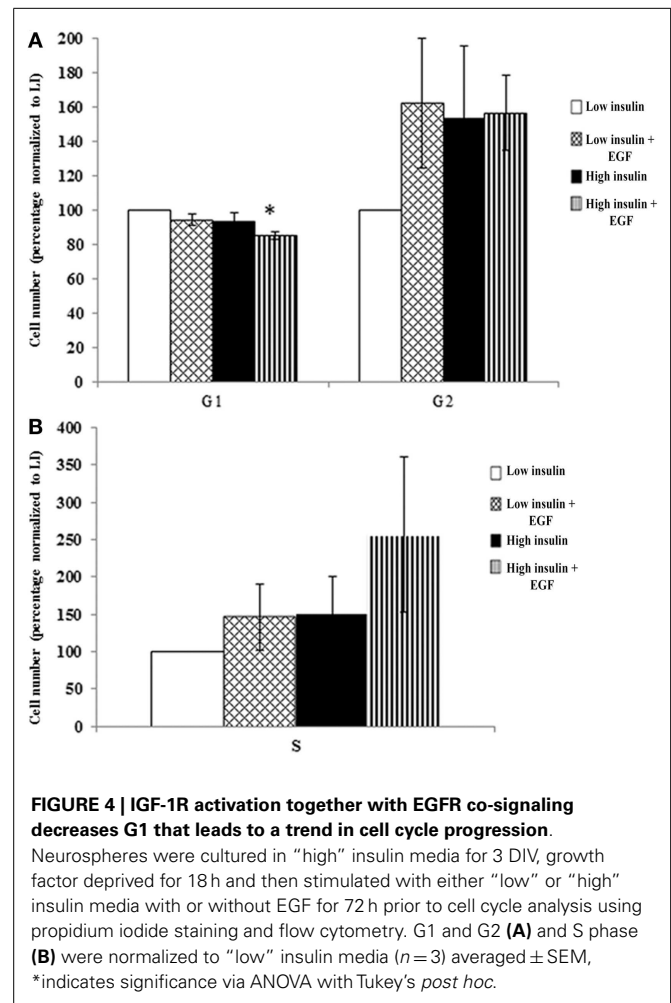 A
Cell number (percentage normalized to LI)
200
180
160
140
120
100
80
60
40
20
0
*
G1
G2
Low insulin
Low insulin +
EGF
High insulin
High insulin +
EGF
B
Cell number (percentage normalized to LI)
400
350
300
250
200
150
100
50
0
S
Low insulin
Low insulin +
EGF
High insulin
High insulin +
EGF
FIGURE 4 | IGF-1R activation together with EGFR co-signaling
decreases G1 that leads to a trend in cell cycle progression.
Neurospheres were cultured in “high” insulin media for 3 DIV, growth
factor deprived for 18 h and then stimulated with either “low” or “high”
insulin media with or without EGF for 72 h prior to cell cycle analysis using
propidium iodide staining and flow cytometry. G1 and G2 (A) and S phase
(B) were normalized to “low” insulin media (n = 3) averaged ± SEM,
*indicates significance via ANOVA with Tukey’s post hoc.